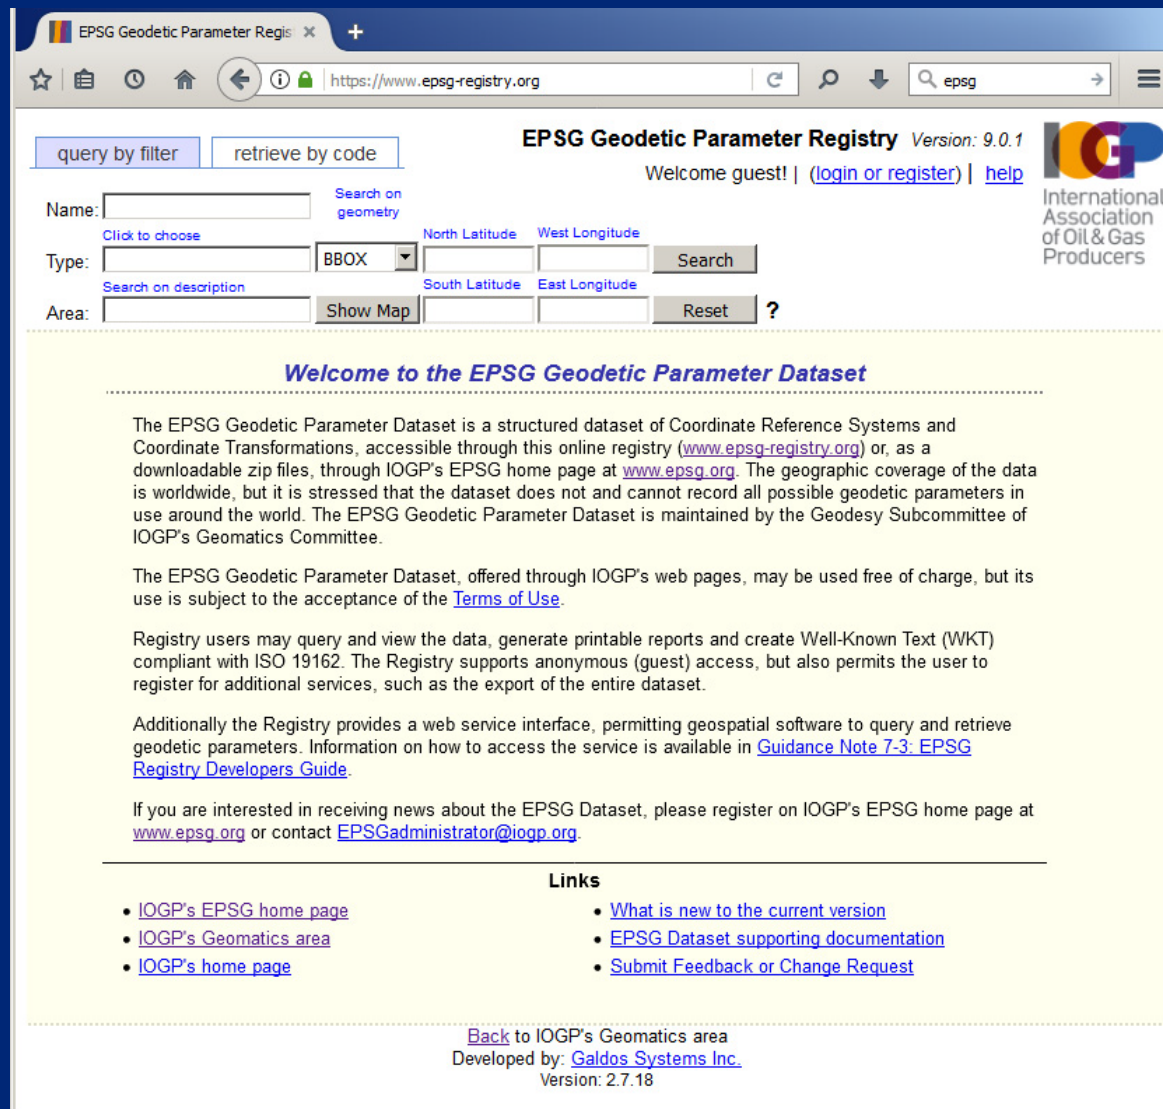 EPSG Geodetic Parameter Regis
https://www.epsg-registry.org
epsg
query by filter
retrieve by code
EPSG Geodetic Parameter Registry Version: 9.0.1
Welcome guest! | (login or register) | help
IOGP
International
Association
of Oil & Gas
Producers
Name:
Search on
geometry
Click to choose
North Latitude West Longitude
Type:
BBOX
Search
Search on description
South Latitude East Longitude
Area:
Show Map
Reset
?
Welcome to the EPSG Geodetic Parameter Dataset
The EPSG Geodetic Parameter Dataset is a structured dataset of Coordinate Reference Systems and
Coordinate Transformations, accessible through this online registry (www.epsg-registry.org) or, as a
downloadable zip files, through IOGP's EPSG home page at www.epsg.org. The geographic coverage of the data
is worldwide, but it is stressed that the dataset does not and cannot record all possible geodetic parameters in
use around the world. The EPSG Geodetic Parameter Dataset is maintained by the Geodesy Subcommittee of
IOGP's Geomatics Committee.
The EPSG Geodetic Parameter Dataset, offered through IOGP's web pages, may be used free of charge, but its
use is subject to the acceptance of the Terms of Use.
Registry users may query and view the data, generate printable reports and create Well-Known Text (WKT)
compliant with ISO 19162. The Registry supports anonymous (guest) access, but also permits the user to
register for additional services, such as the export of the entire dataset.
Additionally the Registry provides a web service interface, permitting geospatial software to query and retrieve
geodetic parameters. Information on how to access the service is available in Guidance Note 7-3: EPSG
Registry Developers Guide.
If you are interested in receiving news about the EPSG Dataset, please register on IOGP's EPSG home page at
www.epsg.org or contact EPSGadministrator@iogp.org.
Links
• IOGP's EPSG home page
• IOGP's Geomatics area
• IOGP's home page
• What is new to the current version
• EPSG Dataset supporting documentation
• Submit Feedback or Change Request
Back to IOGP's Geomatics area
Developed by: Galdos Systems Inc.
Version: 2.7.18